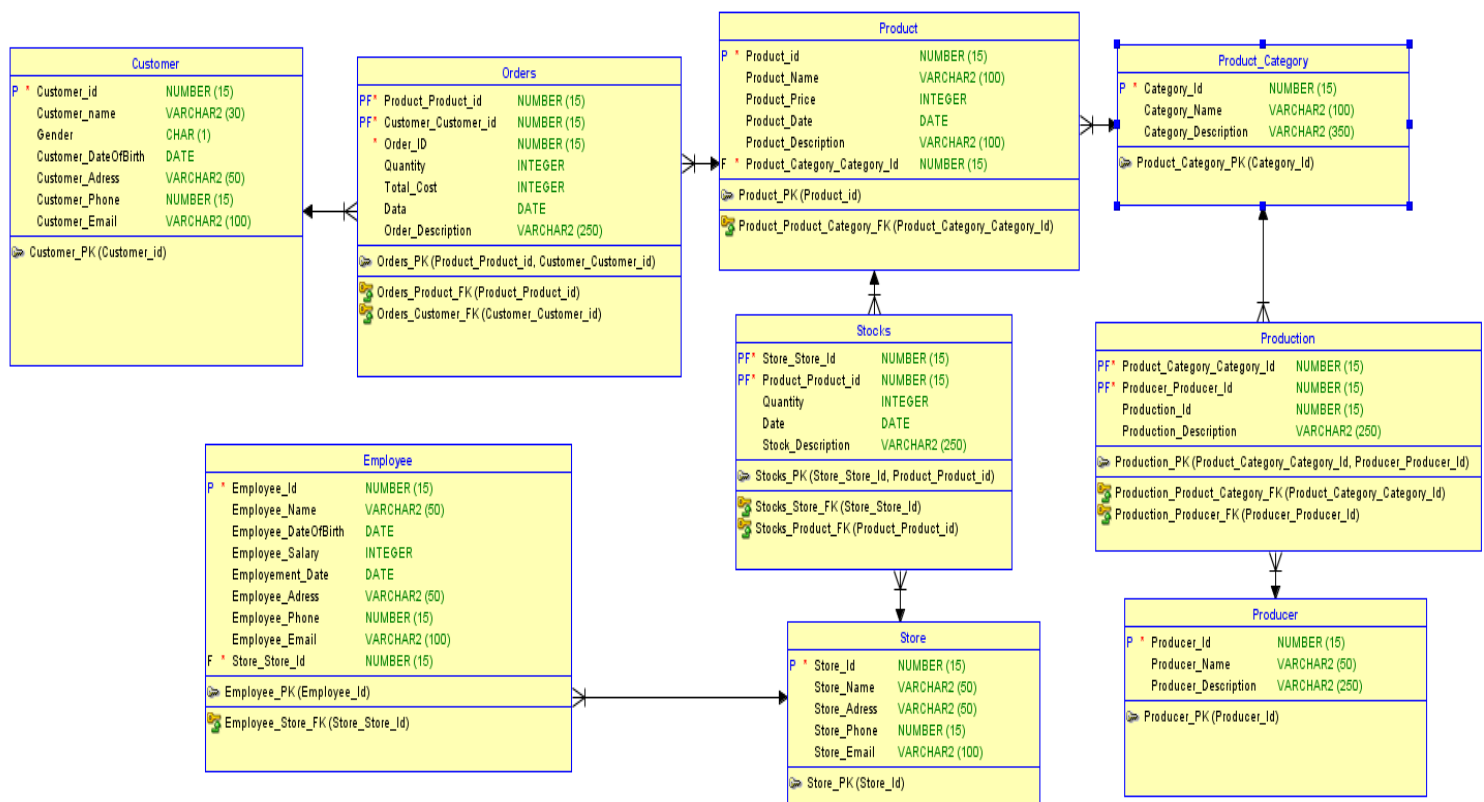 Customer
P * Customer_id NUMBER (15)
Customer_name VARCHAR2 (30)
Gender CHAR (1)
Customer_DateOfBirth DATE
Customer_Adress VARCHAR2 (50)
Customer_Phone NUMBER (15)
Customer_Email VARCHAR2 (100)
Customer_PK (Customer_id)
Orders
PF* Product_Product_id NUMBER (15)
PF* Customer_Customer_id NUMBER (15)
* Order_ID NUMBER (15)
Quantity INTEGER
Total_Cost INTEGER
Data DATE
Order_Description VARCHAR2 (250)
Orders_PK (Product_Product_id, Customer_Customer_id)
Orders_Product_FK (Product_Product_id)
Orders_Customer_FK (Customer_Customer_id)
Product
P * Product_id NUMBER (15)
Product_Name VARCHAR2 (100)
Product_Price INTEGER
Product_Date DATE
Product_Description VARCHAR2 (100)
F * Product_Category_Category_Id NUMBER (15)
Product_PK (Product_id)
Product_Product_Category_FK (Product_Category_Category_Id)
Product_Category
P * Category_Id NUMBER (15)
Category_Name VARCHAR2 (100)
Category_Description VARCHAR2 (350)
Product_Category_PK (Category_Id)
Stocks
PF* Store_Store_Id NUMBER (15)
PF* Product_Product_id NUMBER (15)
Quantity INTEGER
Date DATE
Stock_Description VARCHAR2 (250)
Stocks_PK (Store_Store_Id, Product_Product_id)
Stocks_Store_FK (Store_Store_Id)
Stocks_Product_FK (Product_Product_id)
Production
PF* Product_Category_Category_Id NUMBER (15)
PF* Producer_Producer_Id NUMBER (15)
Production_Id NUMBER (15)
Production_Description VARCHAR2 (250)
Production_PK (Product_Category_Category_Id, Producer_Producer_Id)
Production_Product_Category_FK (Product_Category_Category_Id)
Production_Producer_FK (Producer_Producer_Id)
Employee
P * Employee_Id NUMBER (15)
Employee_Name VARCHAR2 (50)
Employee_DateOfBirth DATE
Employee_Salary INTEGER
Employement_Date DATE
Employee_Adress VARCHAR2 (50)
Employee_Phone NUMBER (15)
Employee_Email VARCHAR2 (100)
F * Store_Store_Id NUMBER (15)
Employee_PK (Employee_Id)
Employee_Store_FK (Store_Store_Id)
Store
P * Store_Id NUMBER (15)
Store_Name VARCHAR2 (50)
Store_Adress VARCHAR2 (50)
Store_Phone NUMBER (15)
Store_Email VARCHAR2 (100)
Store_PK (Store_Id)
Producer
P * Producer_Id NUMBER (15)
Producer_Name VARCHAR2 (50)
Producer_Description VARCHAR2 (250)
Producer_PK (Producer_Id)